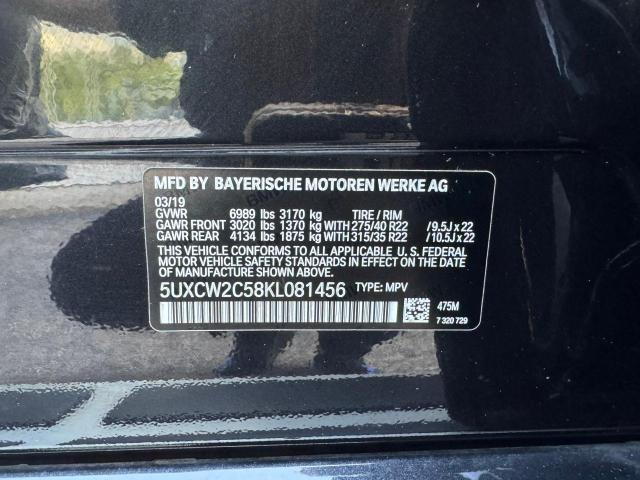 MFD BY BAYERISCHE MOTOREN WERKE AG
03/19
GVWR 6989 lbs 3170 kg TIRE / RIM
GAWR FRONT 3020 lbs 1370 kg WITH 275/40 R22 /9.5J x 22
GAWR REAR 4134 lbs 1875 kg WITH 315/35 R22 /10.5J x 22
THIS VEHICLE CONFORMS TO ALL APPLICABLE U. S. FEDERAL
MOTOR VEHICLE SAFETY STANDARDS IN EFFECT ON THE DATE
OF MANUFACTURE SHOWN ABOVE.
5UXCW2C58KL081456 TYPE: MPV
475M
7 320 729